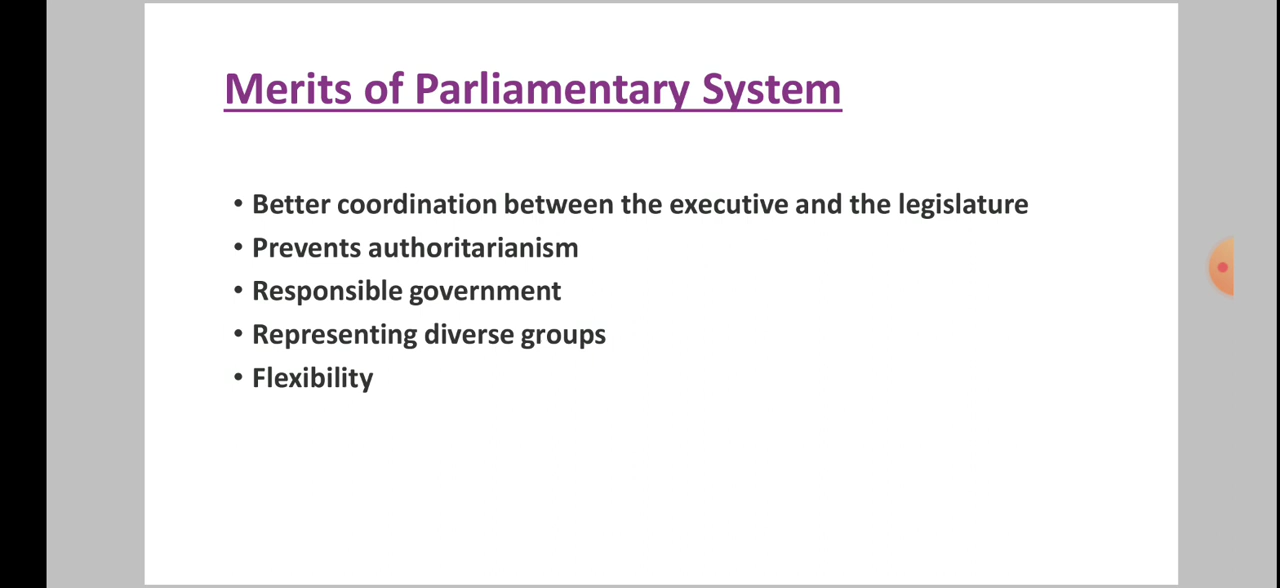 Merits of Parliamentary System
• Better coordination between the executive and the legislature
• Prevents authoritarianism
• Responsible government
• Representing diverse groups
• Flexibility